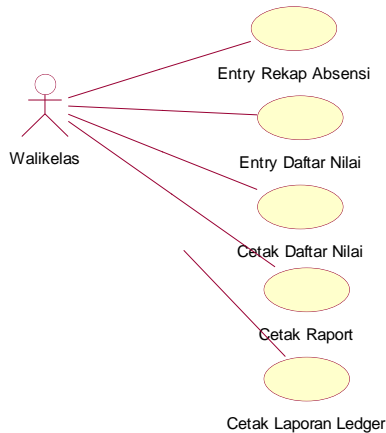 Entry Rekap Absensi
Walikelas
Entry Daftar Nilai
Cetak Daftar Nilai
Cetak Raport
Cetak Laporan Ledger